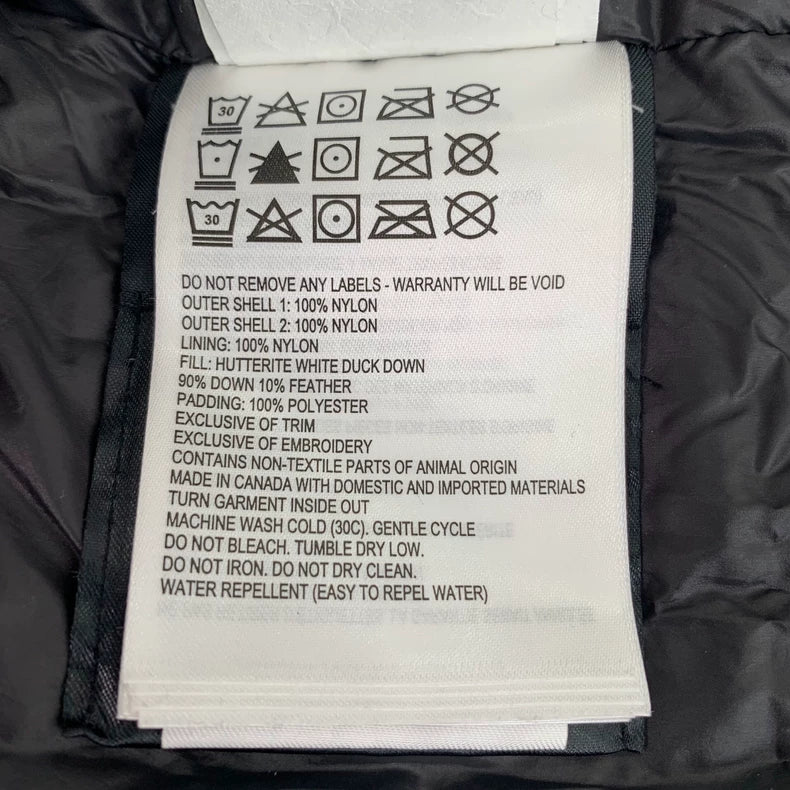 30
30
DO NOT REMOVE ANY LABELS - WARRANTY WILL BE VOID
OUTER SHELL 1: 100% NYLON
OUTER SHELL 2: 100% NYLON
LINING: 100% NYLON
FILL: HUTTERITE WHITE DUCK DOWN
90% DOWN 10% FEATHER
PADDING: 100% POLYESTER
EXCLUSIVE OF TRIM
EXCLUSIVE OF EMBROIDERY
CONTAINS NON-TEXTILE PARTS OF ANIMAL ORIGIN
MADE IN CANADA WITH DOMESTIC AND IMPORTED MATERIALS
TURN GARMENT INSIDE OUT
MACHINE WASH COLD (30C). GENTLE CYCLE
DO NOT BLEACH. TUMBLE DRY LOW.
DO NOT IRON. DO NOT DRY CLEAN.
WATER REPELLENT (EASY TO REPEL WATER)